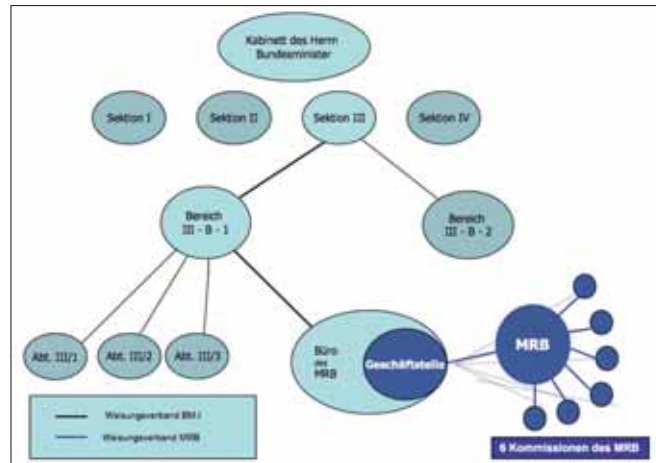 Kabinett des Herrn
Bundesminister
Sektion I
Sektion II
Sektion III
Sektion IV
Bereich
III - B - 1
Bereich
III - B - 2
Abt. III/1
Abt. III/2
Abt. III/3
Büro
des
MRB
Geschäftstelle
MRB
Weisungsverband BM.I
Weisungsverband MRB
6 Kommissionen des MRB